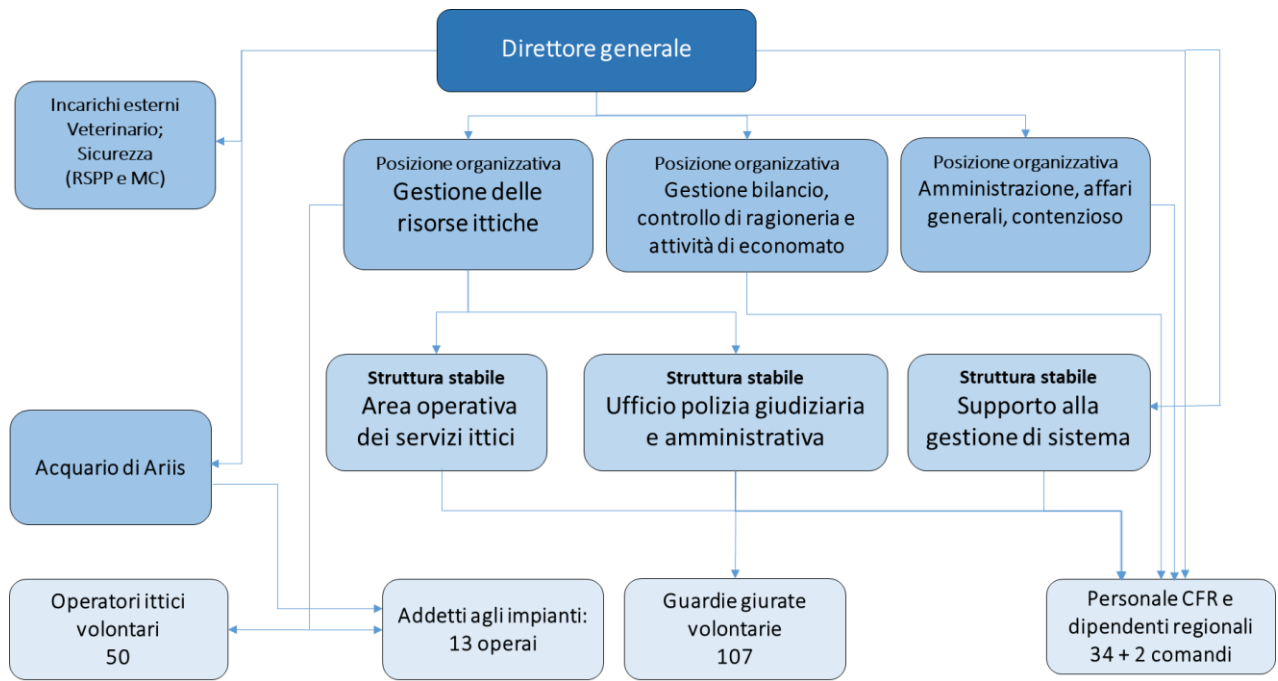 Direttore generale
Incarichi esterni
Veterinario;
Sicurezza
(RSPP e MC)
Posizione organizzativa
Gestione delle
risorse ittiche
Posizione organizzativa
Gestione bilancio,
controllo di ragioneria e
attività di economato
Posizione organizzativa
Amministrazione, affari
generali, contenzioso
Struttura stabile
Area operativa
dei servizi ittici
Struttura stabile
Ufficio polizia giudiziaria
e amministrativa
Struttura stabile
Supporto alla
gestione di sistema
Acquario di Ariis
Operatori ittici
volontari
50
Addetti agli impianti:
13 operai
Guardie giurate
volontarie
107
Personale CFR e
dipendenti regionali
34 + 2 comandi